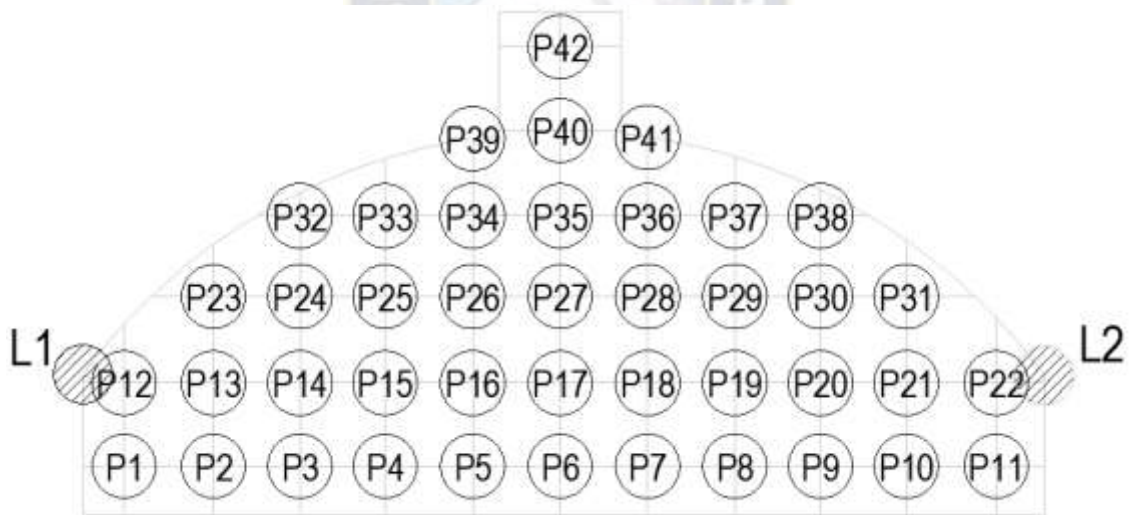 P42
P39 P40 P41
P32 P33 P34 P35 P36 P37 P38
P23 P24 P25 P26 P27 P28 P29 P30 P31
L1 L2
P12 P13 P14 P15 P16 P17 P18 P19 P20 P21 P22
P1 P2 P3 P4 P5 P6 P7 P8 P9 P10 P11